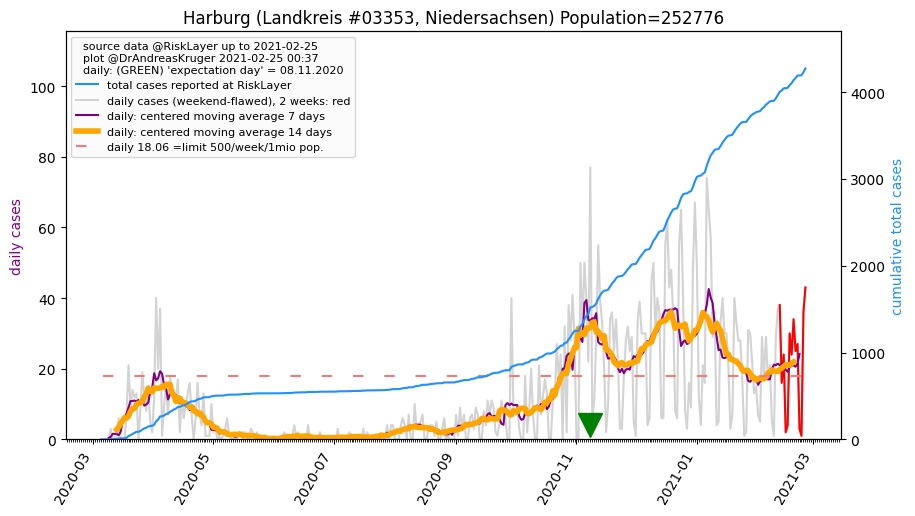 Harburg (Landkreis #03353, Niedersachsen) Population=252776
source data @RiskLayer up to 2021-02-25
plot @DrAndreasKruger 2021-02-25 00:37
daily: (GREEN) 'expectation day' = 08.11.2020
total cases reported at RiskLayer
daily cases (weekend-flawed), 2 weeks: red
daily: centered moving average 7 days
daily: centered moving average 14 days
daily 18.06 =limit 500/week/1mio pop.
daily cases
100
80
60
40
20
0
4000
3000
2000
1000
0
cumulative total cases
2020-03
2020-05
2020-07
2020-09
2020-11
2021-01
2021-03